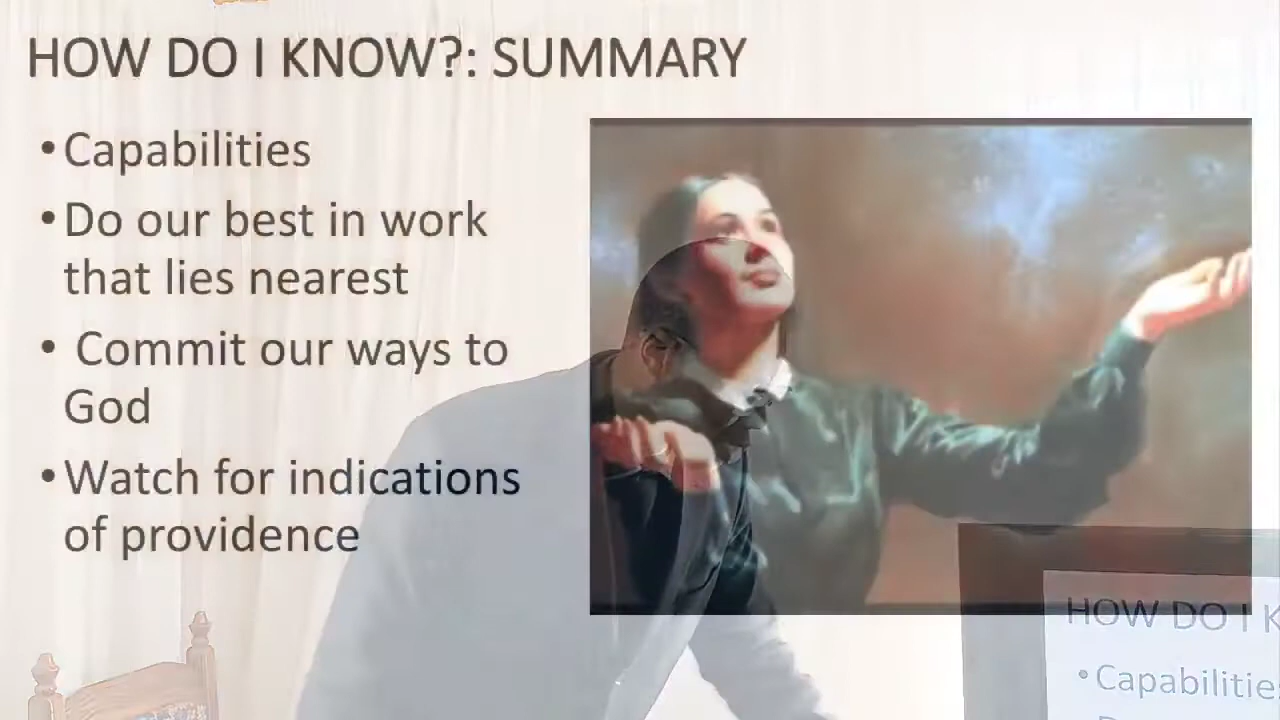 HOW DO I KNOW?: SUMMARY
•Capabilities
•Do our best in work
that lies nearest
• Commit our ways to
God
•Watch for indications
of providence
HOW DO I K
•Capabilitie